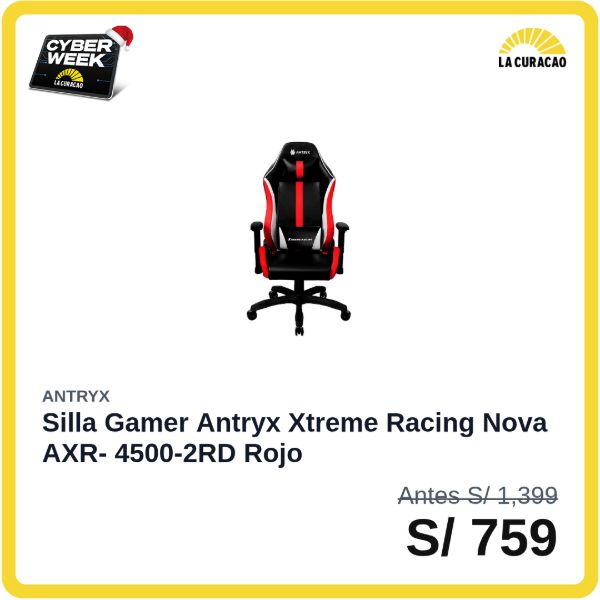 CYBER
WEEK
LA CURACAO
LA CURACAO
ANTRYX
ANTRYX
Silla Gamer Antryx Xtreme Racing Nova
AXR- 4500-2RD Rojo
Antes S/ 1,399
S/ 759